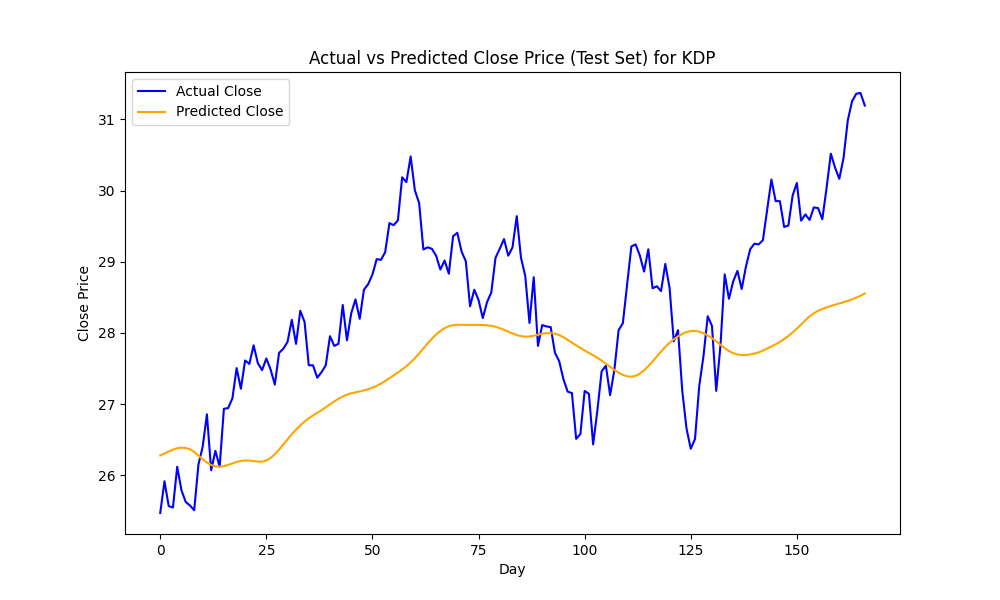 Actual vs Predicted Close Price (Test Set) for KDP
Actual Close
Predicted Close
Close Price
31
30
29
28
27
26
0 25 50 75 100 125 150
Day